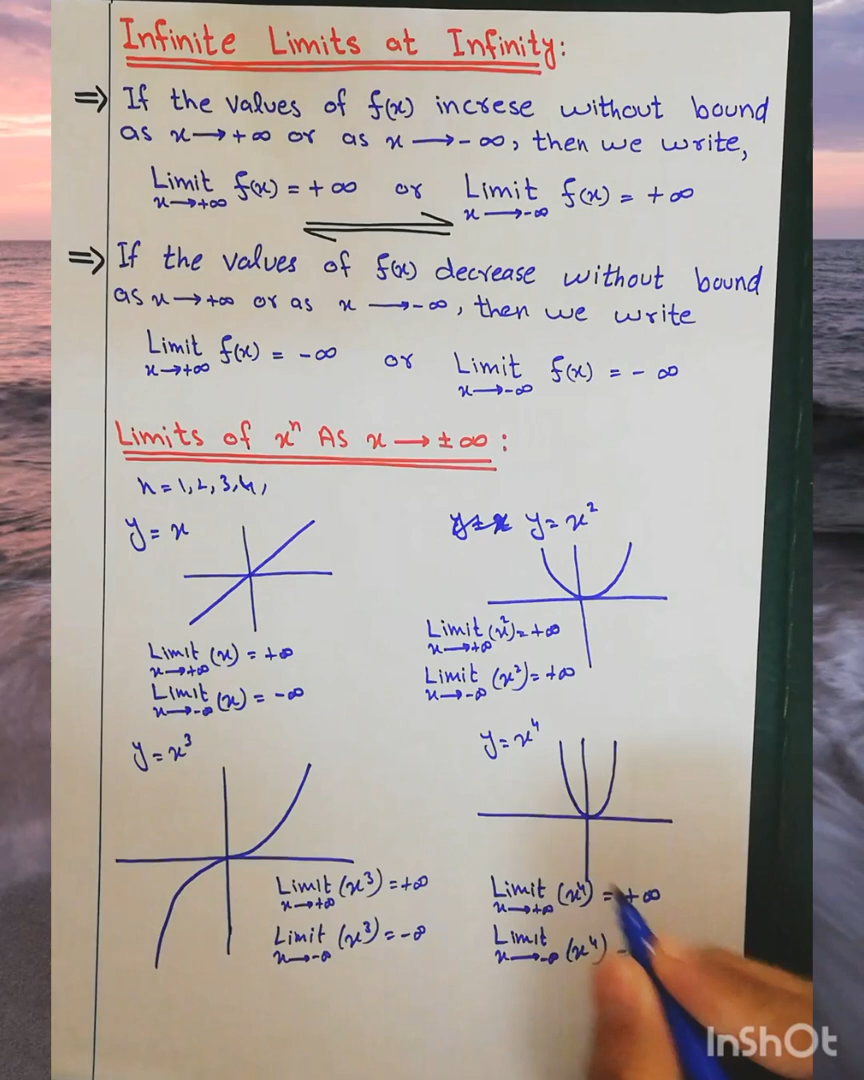 Infinite Limits at Infinity:
⇒ If the values of f(x) increse without bound
as x→+∞ or as x→-∞, then we write,
Limit f(x) = +∞ or Limit f(x) = +∞
x→+∞ x→-∞
⇒ If the values of f(x) decrease without bound
as x→+∞ or as x→-∞, then we write
Limit f(x) = -∞ or Limit f(x) = -∞
x→+∞ x→-∞
Limits of xⁿ As x→±∞:
n=1,2,3,4,
y=x
y=x²
Limit (x) = +∞
x→+∞
Limit (x) = -∞
x→-∞
Limit (x²) = +∞
x→+∞
Limit (x²) = +∞
x→-∞
y=x³
y=x⁴
Limit (x³) = +∞
x→+∞
Limit (x³) = -∞
x→-∞
Limit (x⁴) = +∞
x→+∞
Limit (x⁴)
x→-∞
InShOt